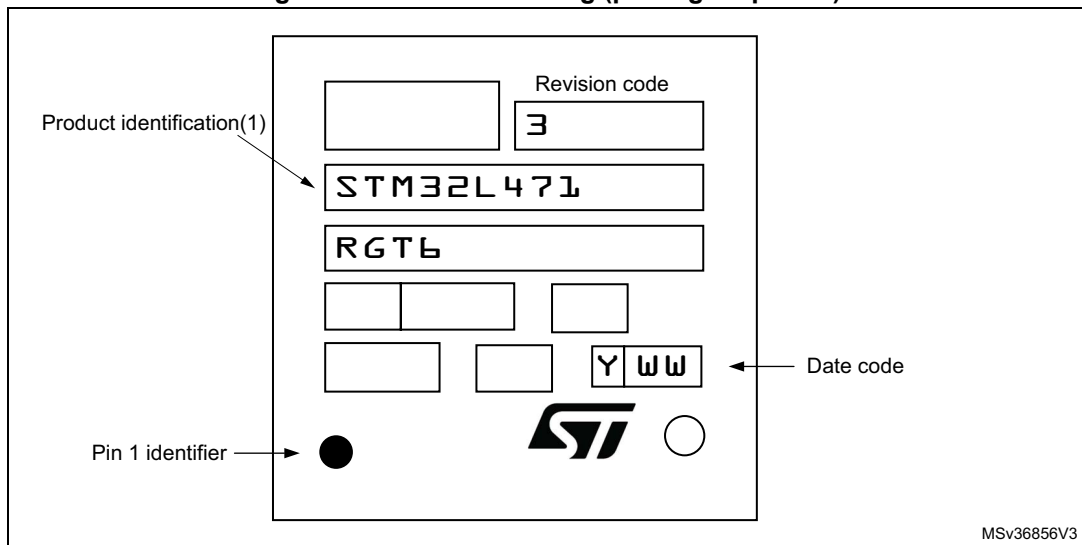 Revision code
Product identification(1)
3
STM32L471
RGT6
Y WW
Date code
ST
Pin 1 identifier
MSv36856V3